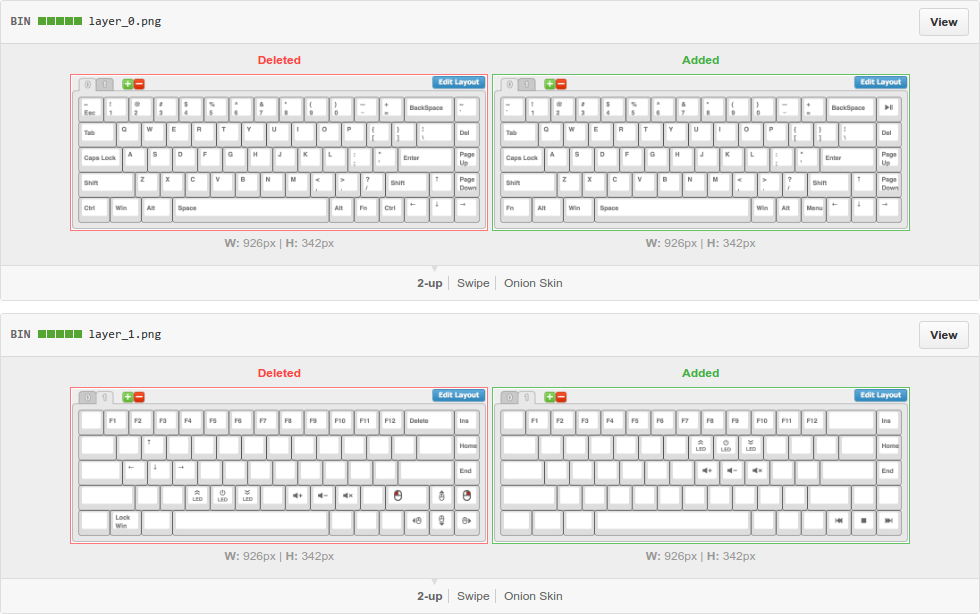 BIN layer_0.png View
Deleted Added
0 1 Edit Layout 0 1 Edit Layout
~ Esc ! 1 @ 2 # 3 $ 4 % 5 ^ 6 & 7 * 8 ( 9 ) 0 + = BackSpace ! 1 @ 2 # 3 $ 4 % 5 ^ 6 & 7 * 8 ( 9 ) 0 + = BackSpace
Tab Q W E R T Y U I O P { [ } ] Del Tab Q W E R T Y U I O P { [ } ] Del
Caps Lock A S D F G H J K L : ; Enter Page Up Caps Lock A S D F G H J K L : ; Enter Page Up
Shift Z X C V B N M < , > . ? / Shift ↑ Page Down Shift Z X C V B N M < , > . ? / Shift ↑ Page Down
Ctrl Win Alt Space Alt Fn Ctrl ← ↓ → Fn Alt Win Space Win Alt Menu ← ↓ →
W: 926px | H: 342px W: 926px | H: 342px
2-up Swipe Onion Skin
BIN layer_1.png View
Deleted Added
0 1 Edit Layout 0 1 Edit Layout
F1 F2 F3 F4 F5 F6 F7 F8 F9 F10 F11 F12 Delete Ins F1 F2 F3 F4 F5 F6 F7 F8 F9 F10 F11 F12 Ins
↑ Home LED LED LED Home
← ↓ → End End
LED LED LED
Lock Win
W: 926px | H: 342px W: 926px | H: 342px
2-up Swipe Onion Skin